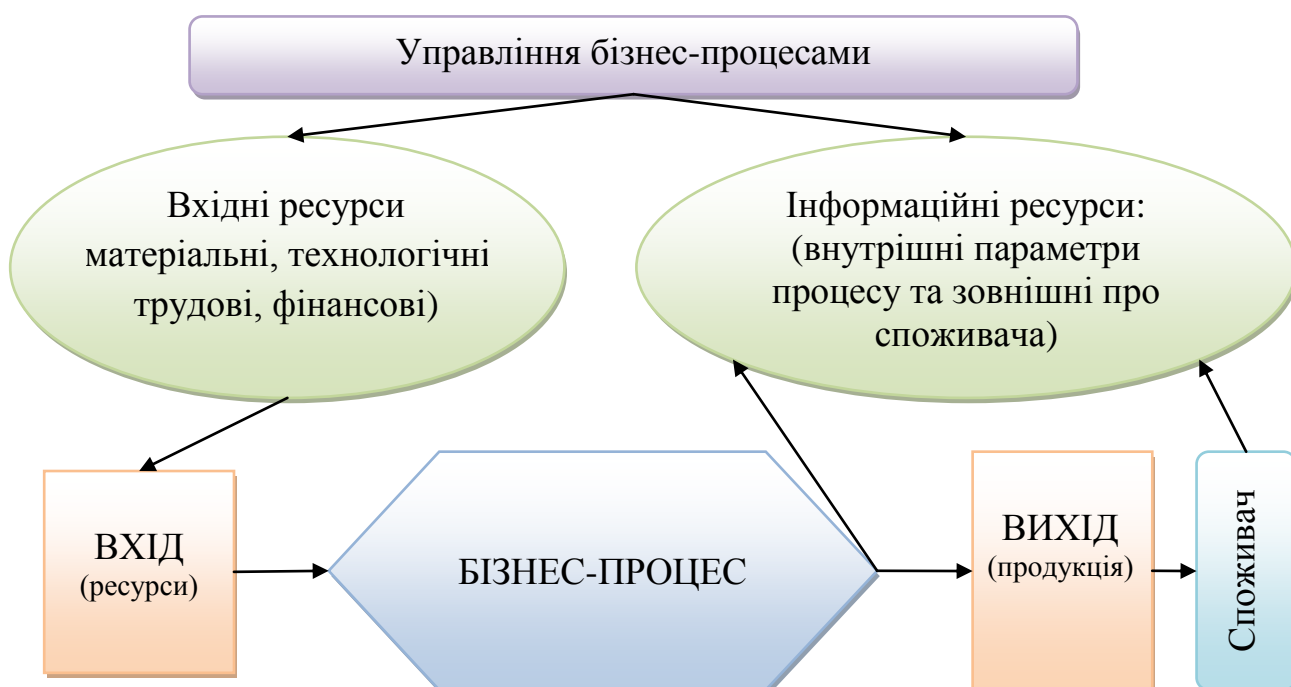 Управління бізнес-процесами
Вхідні ресурси
матеріальні, технологічні
трудові, фінансові)
Інформаційні ресурси:
(внутрішні параметри
процесу та зовнішні про
споживача)
ВХІД
(ресурси)
БІЗНЕС-ПРОЦЕС
ВИХІД
(продукція)
Споживач